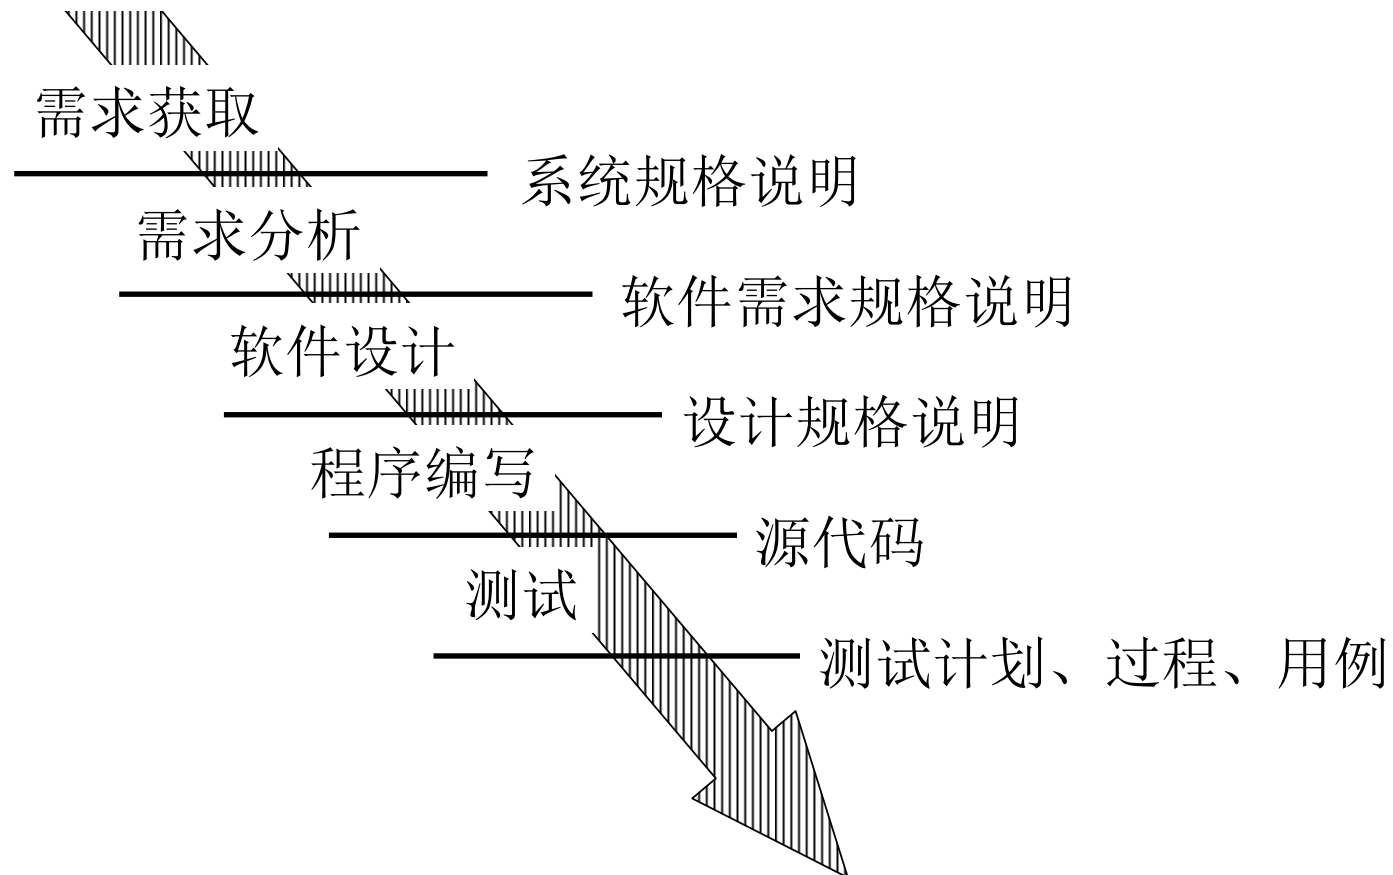 需求获取
系统规格说明
需求分析
软件需求规格说明
软件设计
设计规格说明
程序编写
源代码
测试
测试计划、过程、用例